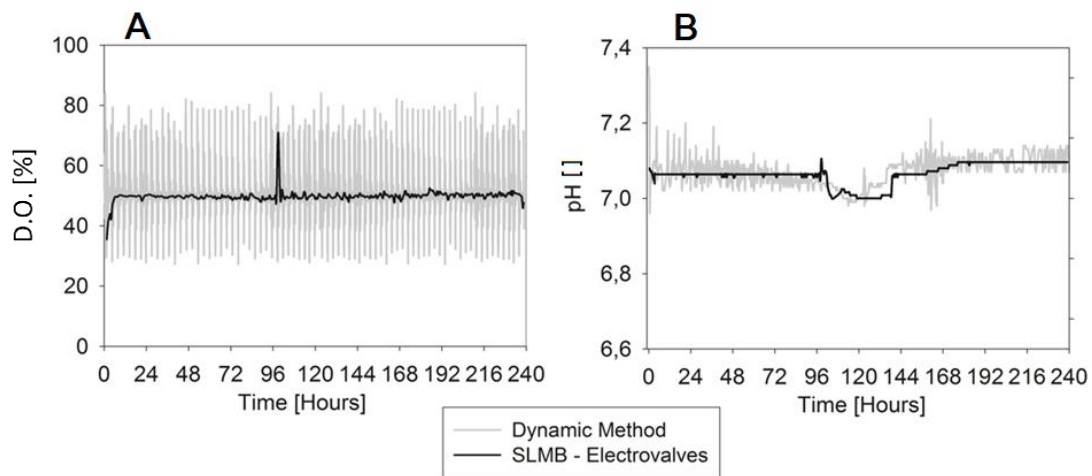 A
D.O. [%]
100
80
60
40
20
0
0 24 48 72 96 120 144 168 192 216 240
Time [Hours]
B
pH []
7,4
7,2
7,0
6,8
6,6
0 24 48 72 96 120 144 168 192 216 240
Time [Hours]
Dynamic Method
SLMB - Electrovalves